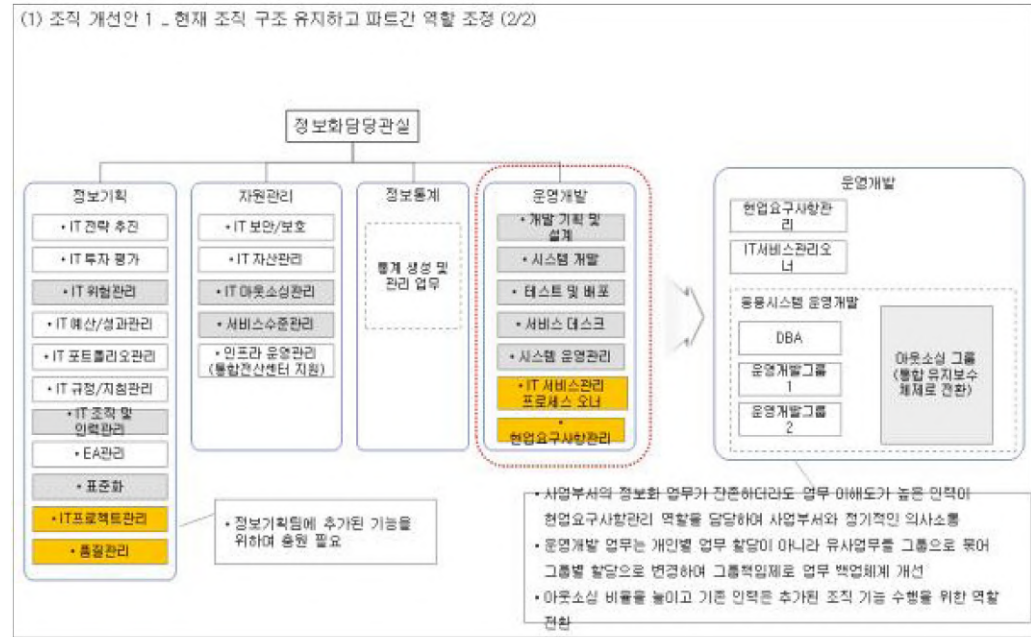 (1) 조직 개선안 1 _ 현재 조직 구조 유지하고 파트간 역할 조정 (2/2)
정보화담당관실
정보기획
• IT 전략 추진
• IT 투자 평가
• IT 위험관리
• IT 예산/성과관리
• IT 포트폴리오관리
• IT 규정/지침관리
• IT 조직 및
인력관리
• EA관리
• 표준화
• IT프로젝트관리
• 품질관리
자원관리
• IT 보안/보호
• IT 자산관리
• IT 아웃소싱관리
• 서비스수준관리
• 인프라 운영관리
(통합전산센터 지원)
정보통계
통계 생성 및
관리 업무
운영개발
• 개발 기획 및
설계
• 시스템 개발
• 테스트 및 배포
• 서비스 데스크
• 시스템 운영관리
• IT 서비스관리
프로세스 오너
•
현업요구사항관리
운영개발
현업요구사항관
리
IT서비스관리오
너
응용시스템 운영개발
DBA
운영개발그룹
1
운영개발그룹
2
아웃소싱 그룹
(통합 유지보수
체제로 전환)
• 정보기획팀에 추가된 기능을
위하며 충원 필요
• 사업부서의 정보화 업무가 잔존하더라도 업무 이해도가 높은 인력이
현업요구사항관리 역할을 담당하며 사업부서와 정기적인 의사소통
• 운영개발 업무는 개인별 업무 할당이 아니라 유사업무를 그룹으로 묶어
그룹별 할당으로 변경하며 그룹책임제로 업무 백업체계 개선
• 아웃소싱 비율을 늘이고 기존 인력은 추가된 조직 기능 수행을 위한 역할
전환